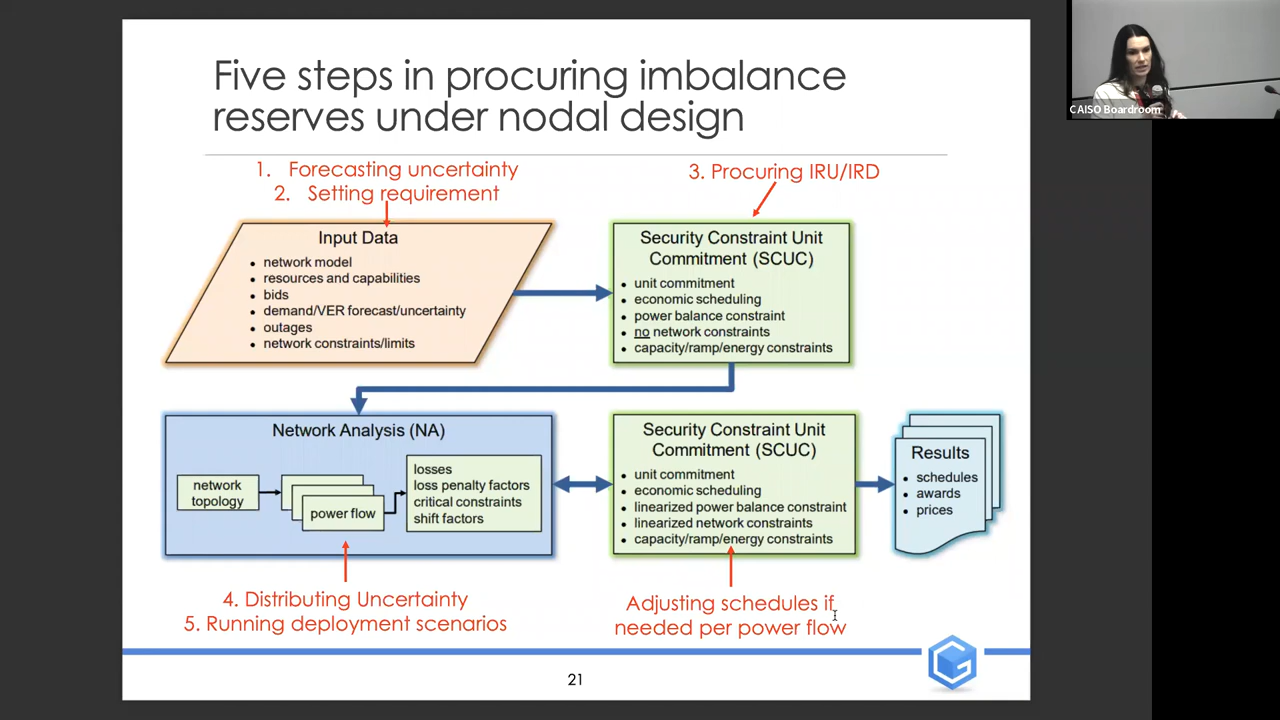 Five steps in procuring imbalance
reserves under nodal design
1. Forecasting uncertainty
2. Setting requirement
3. Procuring IRU/IRD
Input Data
• network model
• resources and capabilities
• bids
• demand/VER forecast/uncertainty
• outages
• network constraints/limits
Security Constraint Unit
Commitment (SCUC)
• unit commitment
• economic scheduling
• power balance constraint
• no network constraints
• capacity/ramp/energy constraints
Network Analysis (NA)
network
topology
power flow
losses
loss penalty factors
critical constraints
shift factors
Security Constraint Unit
Commitment (SCUC)
• unit commitment
• economic scheduling
• linearized power balance constraint
• linearized network constraints
• capacity/ramp/energy constraints
Results
• schedules
• awards
• prices
4. Distributing Uncertainty
5. Running deployment scenarios
Adjusting schedules if
needed per power flow
21
CAISO Boardroom